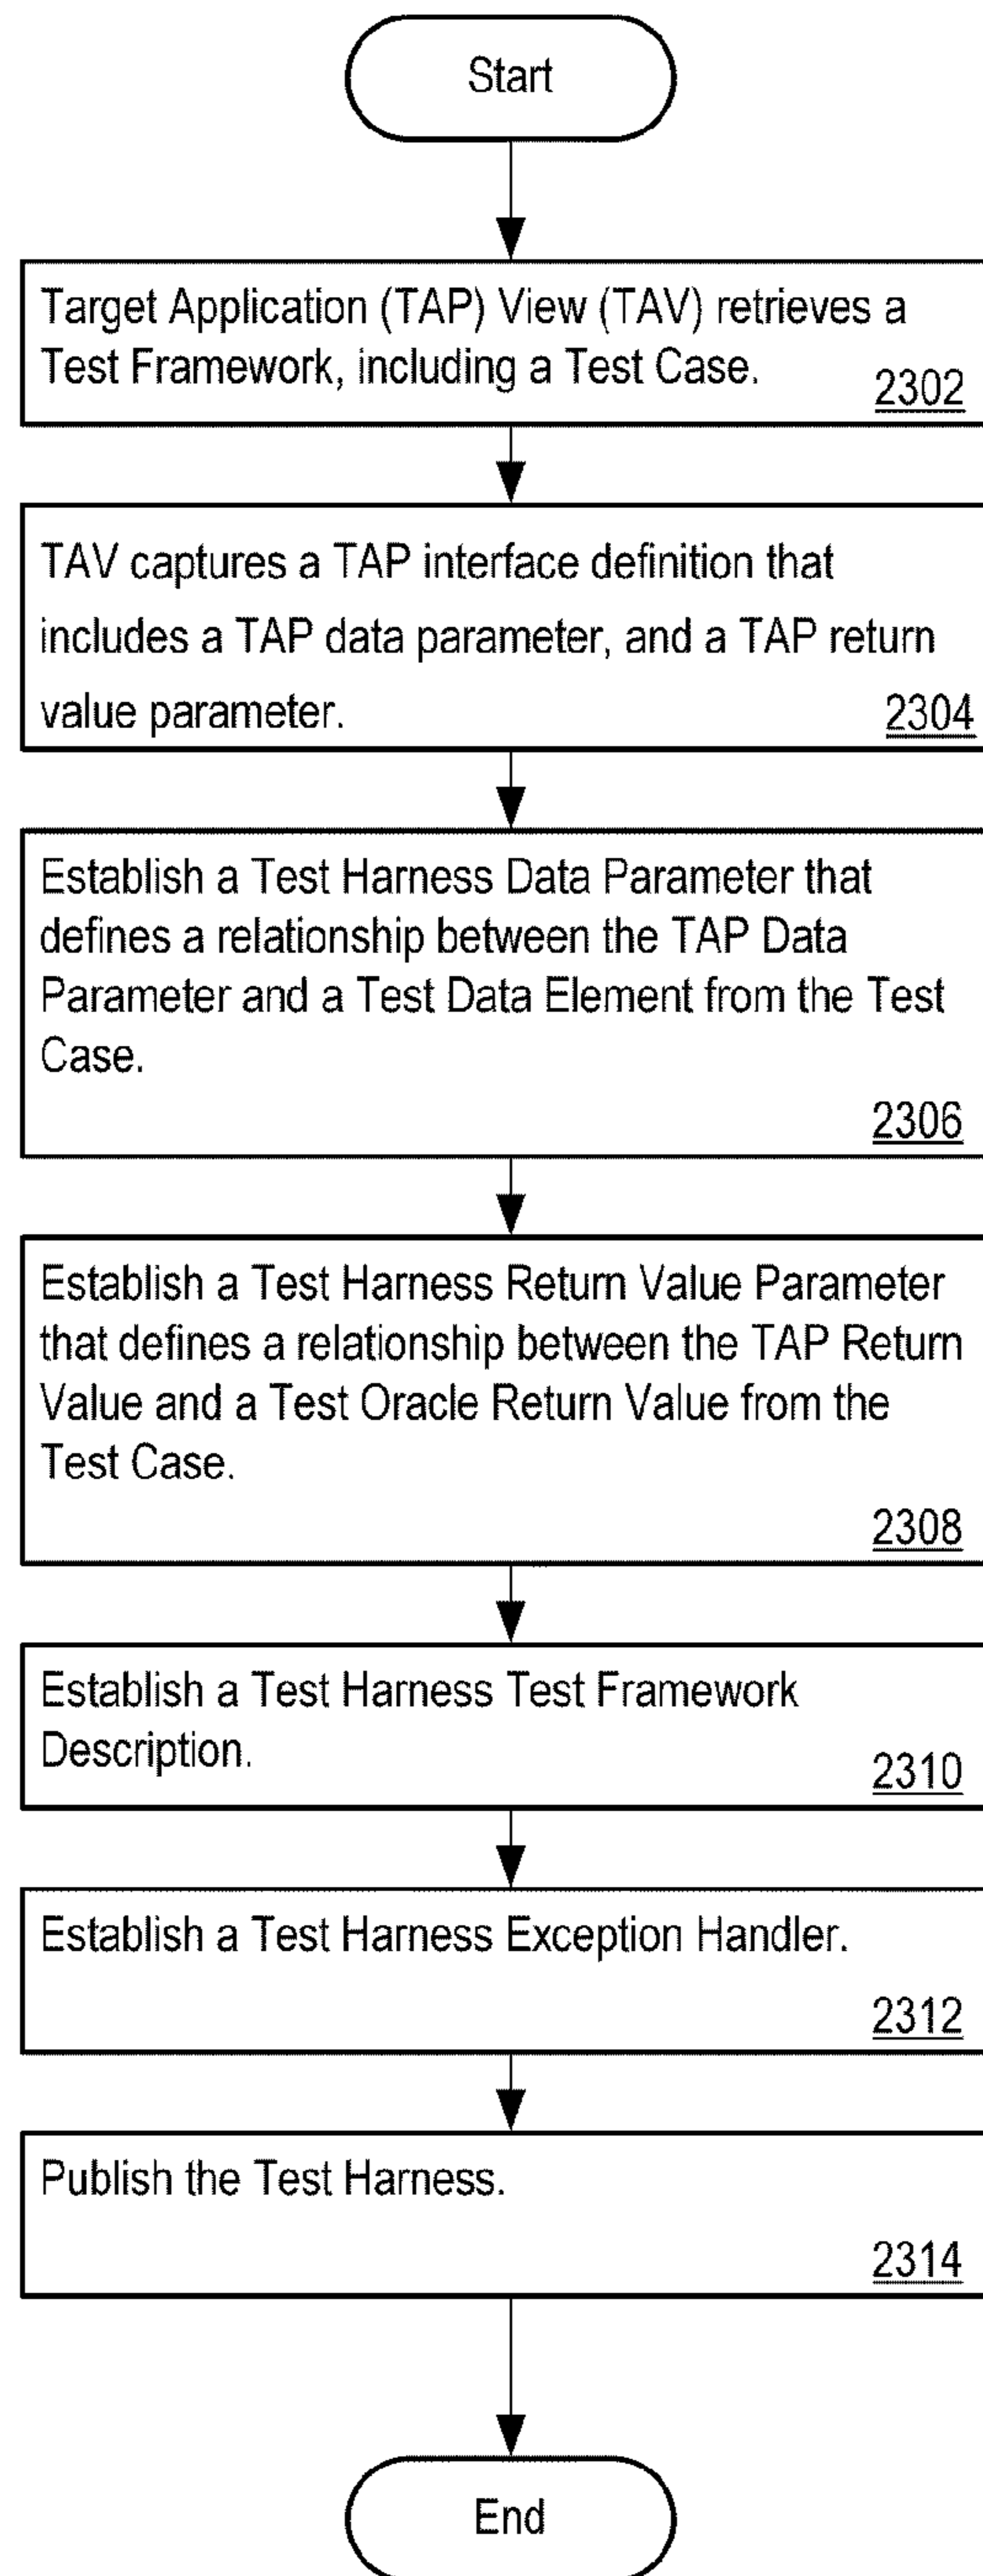 Start
Target Application (TAP) View (TAV) retrieves a
Test Framework, including a Test Case.
2302
TAV captures a TAP interface definition that
includes a TAP data parameter, and a TAP return
value parameter.
2304
Establish a Test Harness Data Parameter that
defines a relationship between the TAP Data
Parameter and a Test Data Element from the Test
Case.
2306
Establish a Test Harness Return Value Parameter
that defines a relationship between the TAP Return
Value and a Test Oracle Return Value from the
Test Case.
2308
Establish a Test Harness Test Framework
Description.
2310
Establish a Test Harness Exception Handler.
2312
Publish the Test Harness.
2314
End